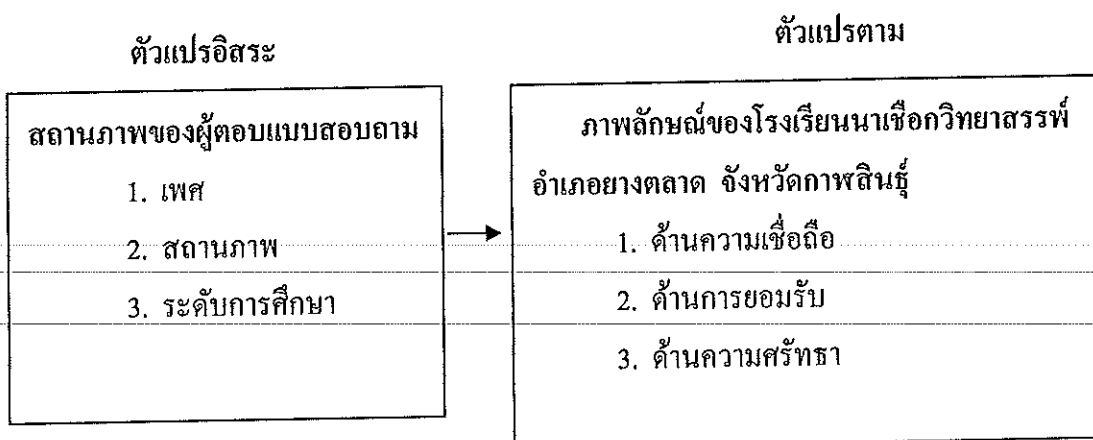 ตัวแปรอิสระ
สถานภาพของผู้ตอบแบบสอบถาม
1. เพศ
2. สถานภาพ
3. ระดับการศึกษา
ตัวแปรตาม
ภาพลักษณ์ของโรงเรียนนาเชือกวิทยาสรรพ์
อำเภอยางตลาด จังหวัดกาฬสินธุ์
1. ด้านความเชื่อถือ
2. ด้านการยอมรับ
3. ด้านความศรัทธา